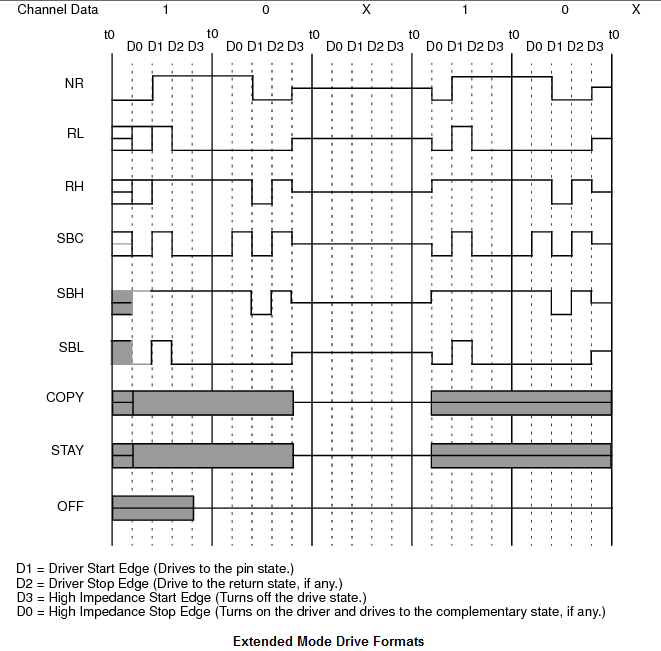 Channel Data 1 0 X 1 0 X
t0 t0 t0 t0 t0 t0
D0 D1 D2 D3 D0 D1 D2 D3 D0 D1 D2 D3 D0 D1 D2 D3 D0 D1 D2 D3
NR
RL
RH
SBC
SBH
SBL
COPY
STAY
OFF
D1 = Driver Start Edge (Drives to the pin state.)
D2 = Driver Stop Edge (Drive to the return state, if any.)
D3 = High Impedance Start Edge (Turns off the drive state.)
D0 = High Impedance Stop Edge (Turns on the driver and drives to the complementary state, if any.)
Extended Mode Drive Formats